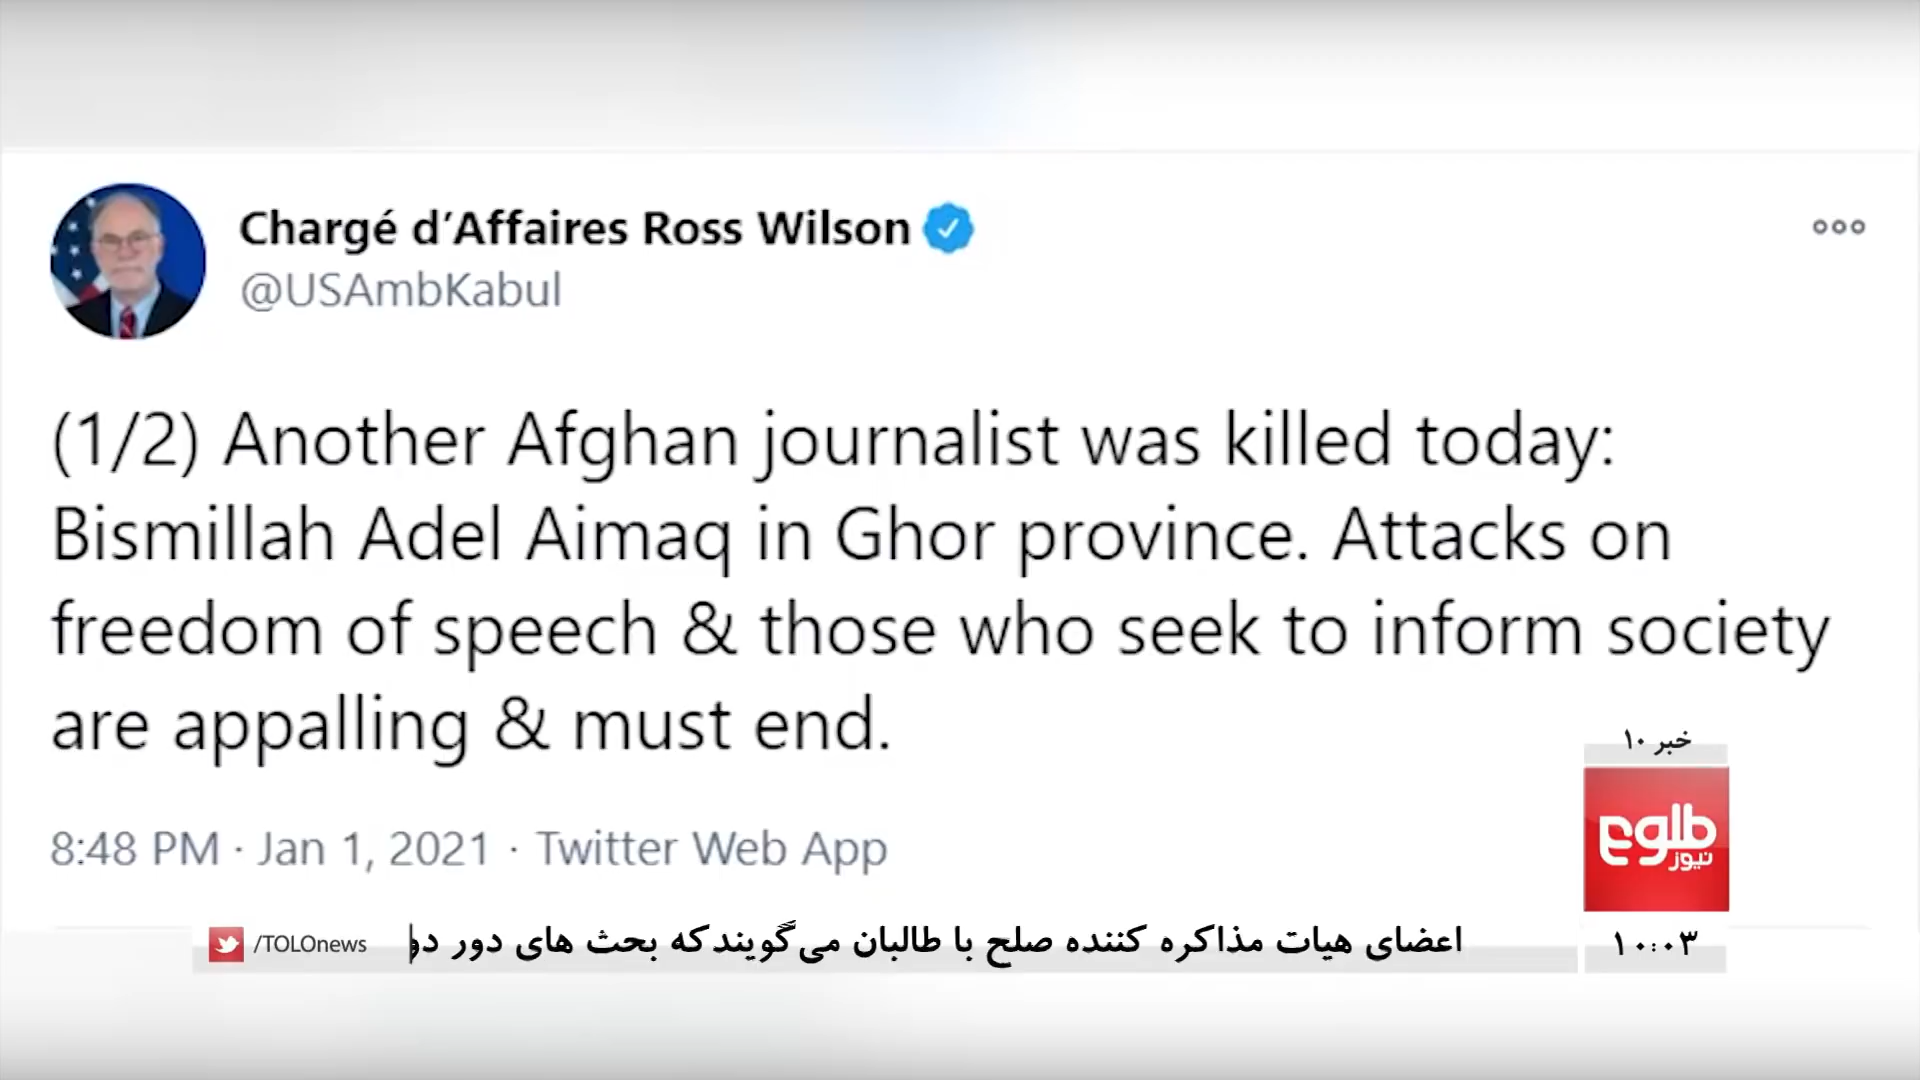 Chargé d'Affaires Ross Wilson
@USAmbKabul
(1/2) Another Afghan journalist was killed today:
Bismillah Adel Aimaq in Ghor province. Attacks on
freedom of speech & those who seek to inform society
are appalling & must end.
8:48 PM · Jan 1, 2021 · Twitter Web App
خبر ۱۰
طلوع
نیوز
/TOLOnews
اعضای هیات مذاکره کننده صلح با طالبان می‌گویند که بحث های دور دو
۱۰:۰۳